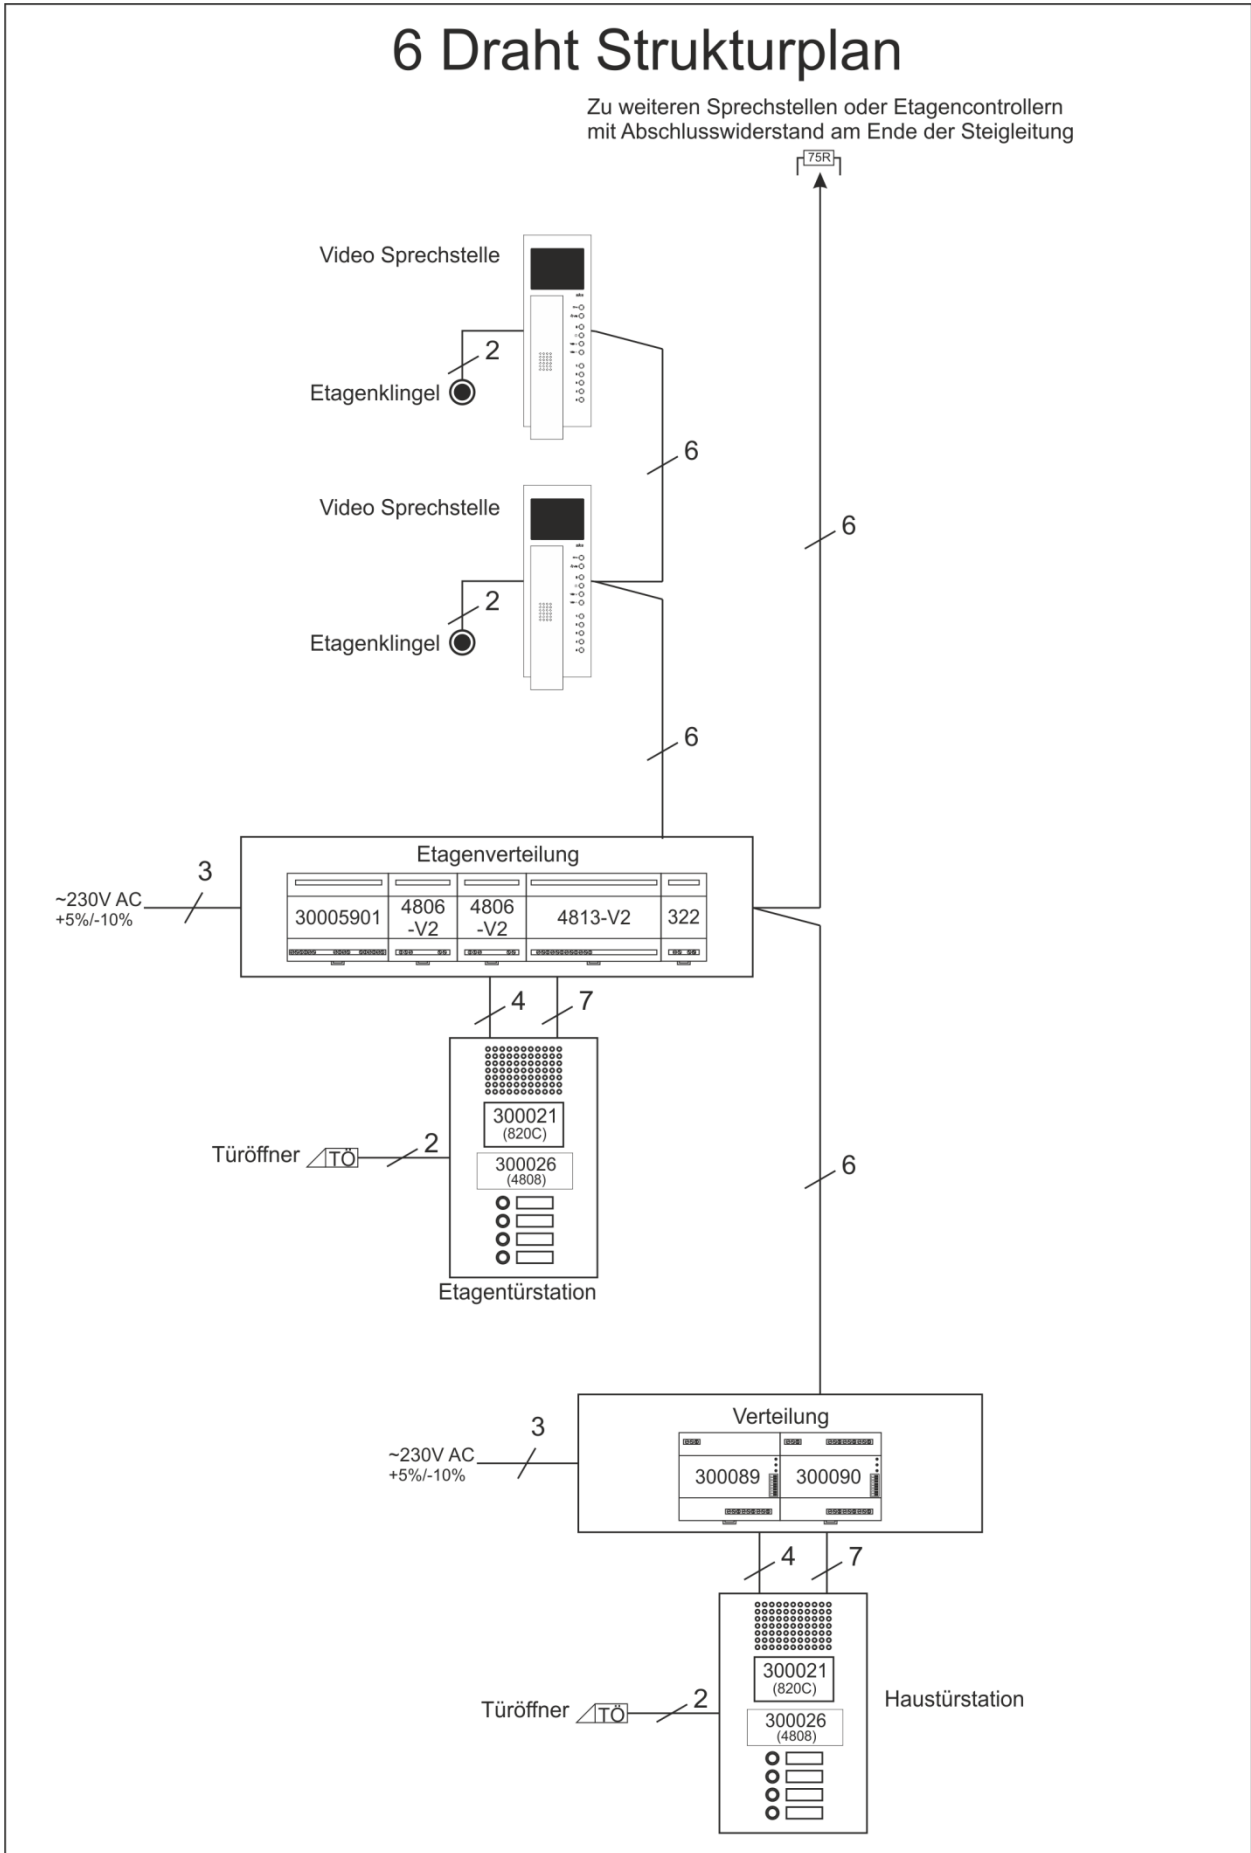 6 Draht Strukturplan
Zu weiteren Sprechstellen oder Etagencontrollern
mit Abschlusswiderstand am Ende der Steigleitung
75R
Video Sprechstelle
2
Etagenklingel
6
Video Sprechstelle
6
2
Etagenklingel
6
Etagenverteilung
3
~230V AC
+5%/-10%
30005901
4806
-V2
4806
-V2
4813-V2
322
4
7
300021
(820C)
Türöffner
TÖ
2
300026
(4808)
6
Etagentürstation
Verteilung
3
~230V AC
+5%/-10%
300089
300090
4
7
300021
(820C)
Haustürstation
Türöffner
TÖ
2
300026
(4808)